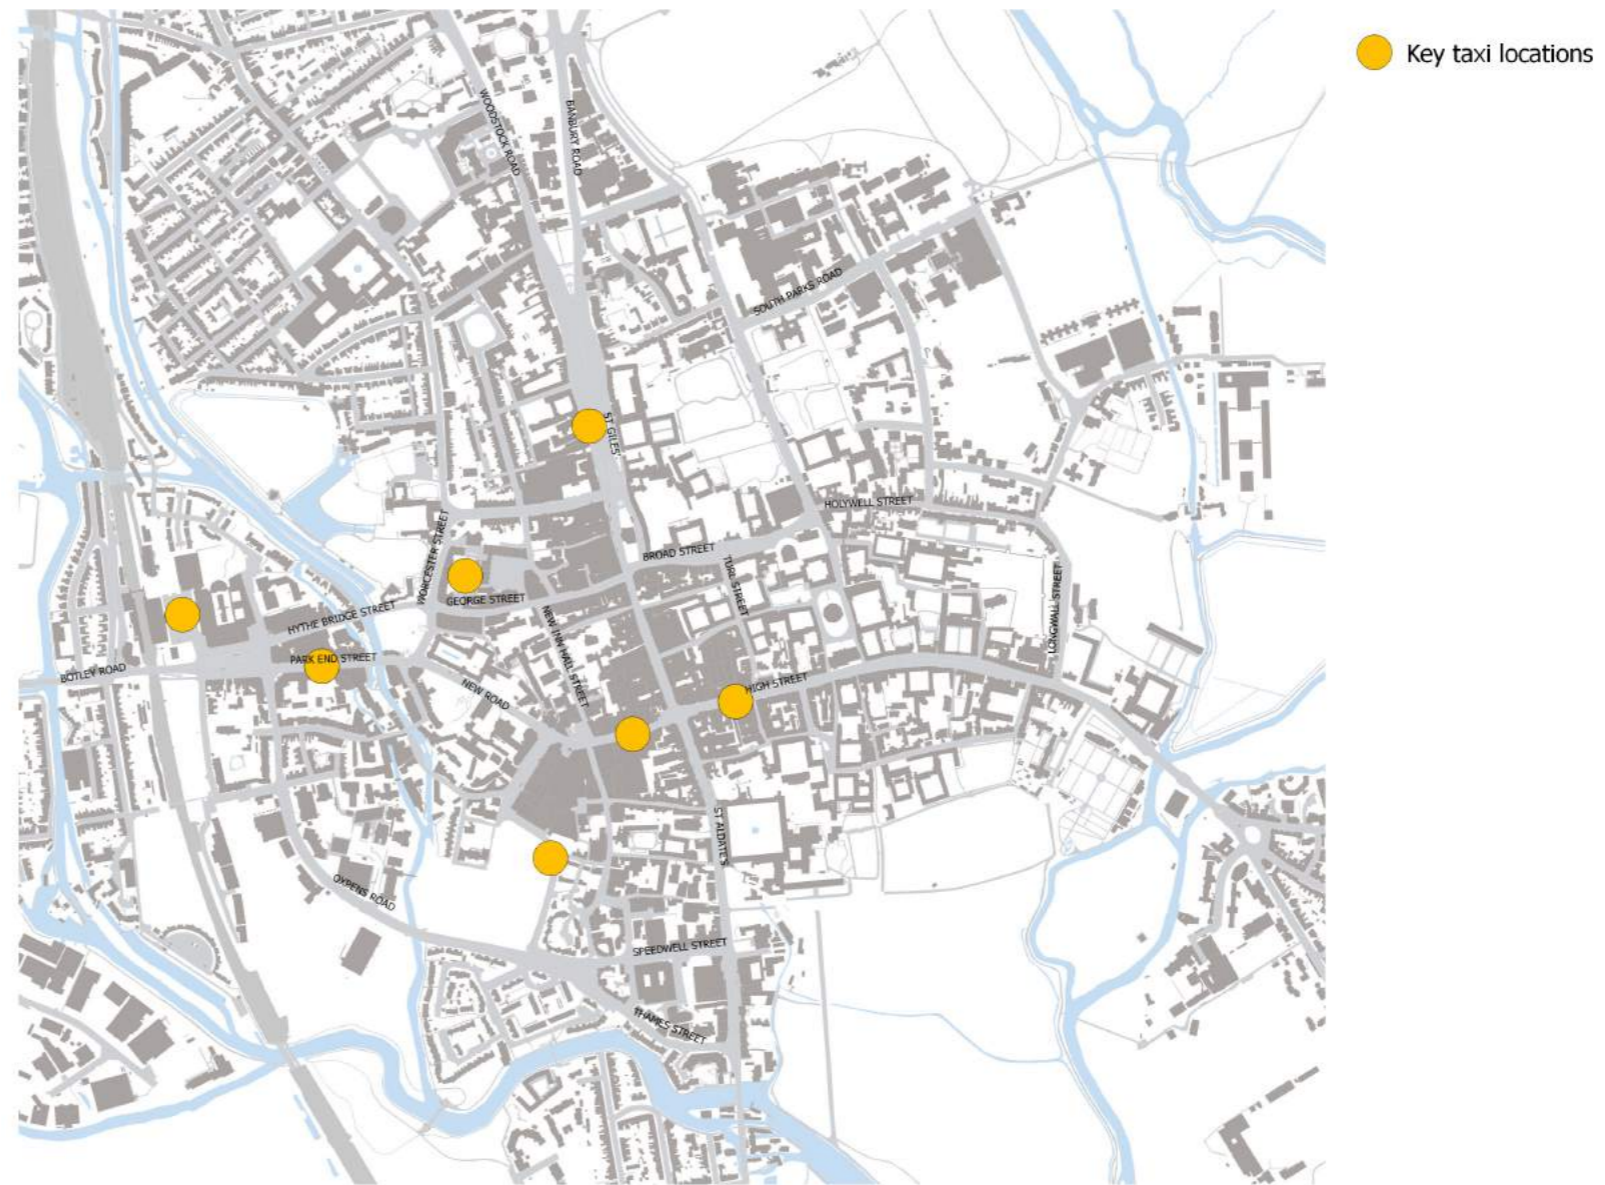 Key taxi locations
WOODSTOCK ROAD
BANBURY ROAD
SOUTH PARKS ROAD
ST GILES'
HOLYWELL STREET
WORCESTER STREET
BROAD STREET
TURL STREET
LONGWALL STREET
GEORGE STREET
HYTHE BRIDGE STREET
NEW INN HALL STREET
PARK END STREET
BOTLEY ROAD
NEW ROAD
HIGH STREET
ST ALDATE'S
OXPENS ROAD
SPEEDWELL STREET
THAMES STREET